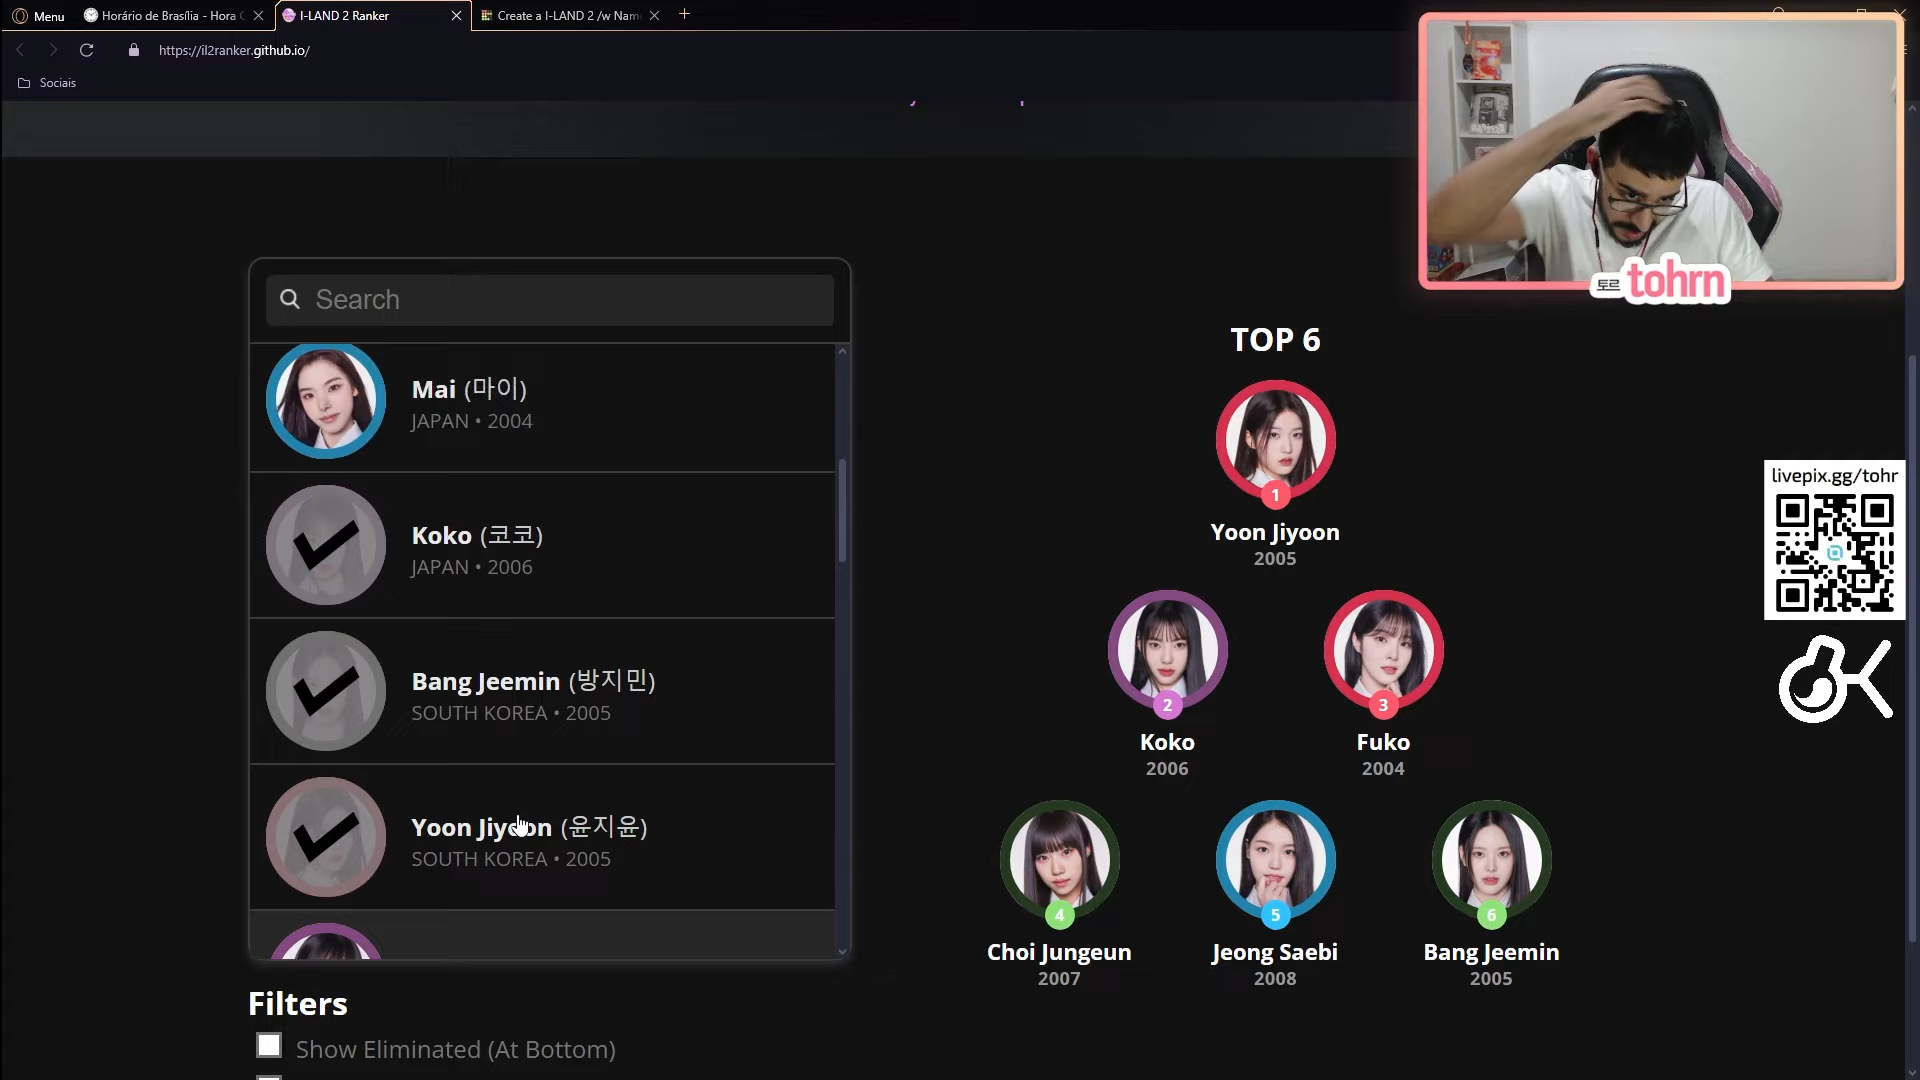 Menu
Horário de Brasília - Hora
I-LAND 2 Ranker
Create a I-LAND 2 /w Nam
https://il2ranker.github.io/
Sociais
토르 tohrn
Search
Mai (마이)
JAPAN • 2004
Koko (코코)
JAPAN • 2006
Bang Jeemin (방지민)
SOUTH KOREA • 2005
Yoon Jiyoon (윤지윤)
SOUTH KOREA • 2005
Filters
Show Eliminated (At Bottom)
TOP 6
1
Yoon Jiyoon
2005
2
Koko
2006
3
Fuko
2004
4
Choi Jungeun
2007
5
Jeong Saebi
2008
6
Bang Jeemin
2005
livepix.gg/tohr